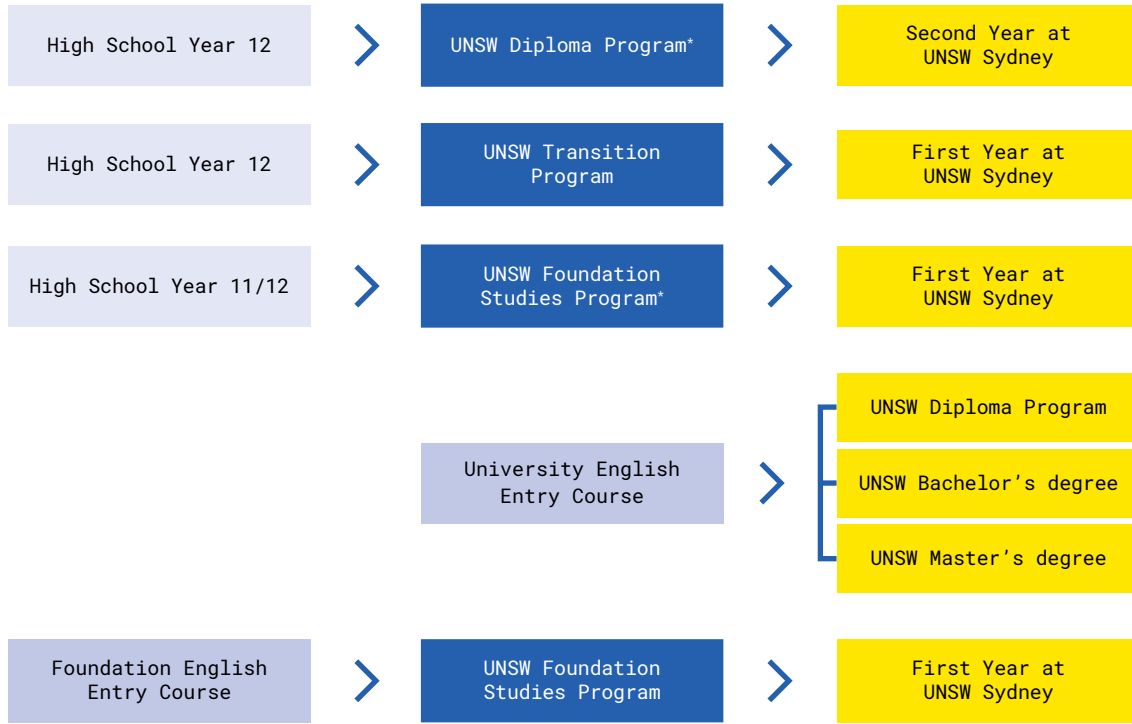 High School Year 12
UNSW Diploma Program*
Second Year at
UNSW Sydney
High School Year 12
UNSW Transition
Program
First Year at
UNSW Sydney
High School Year 11/12
UNSW Foundation
Studies Program*
First Year at
UNSW Sydney
University English
Entry Course
UNSW Diploma Program
UNSW Bachelor’s degree
UNSW Master’s degree
Foundation English
Entry Course
UNSW Foundation
Studies Program
First Year at
UNSW Sydney